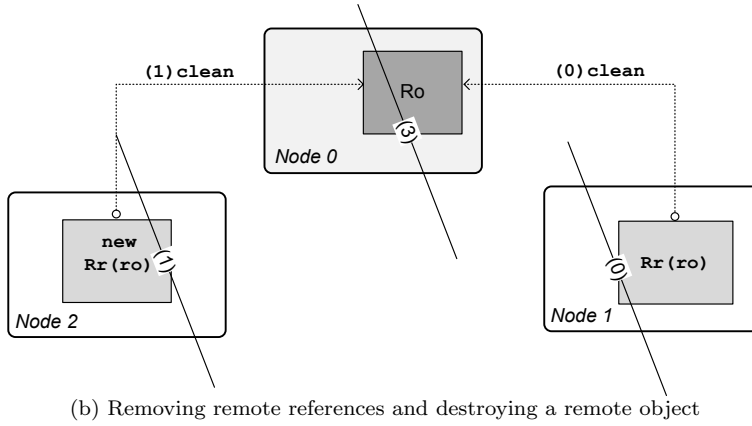 (1)clean
(0)clean
Ro
(3)
Node 0
new
Rr(ro)
(1)
Node 2
Rr(ro)
(0)
Node 1
(b) Removing remote references and destroying a remote object